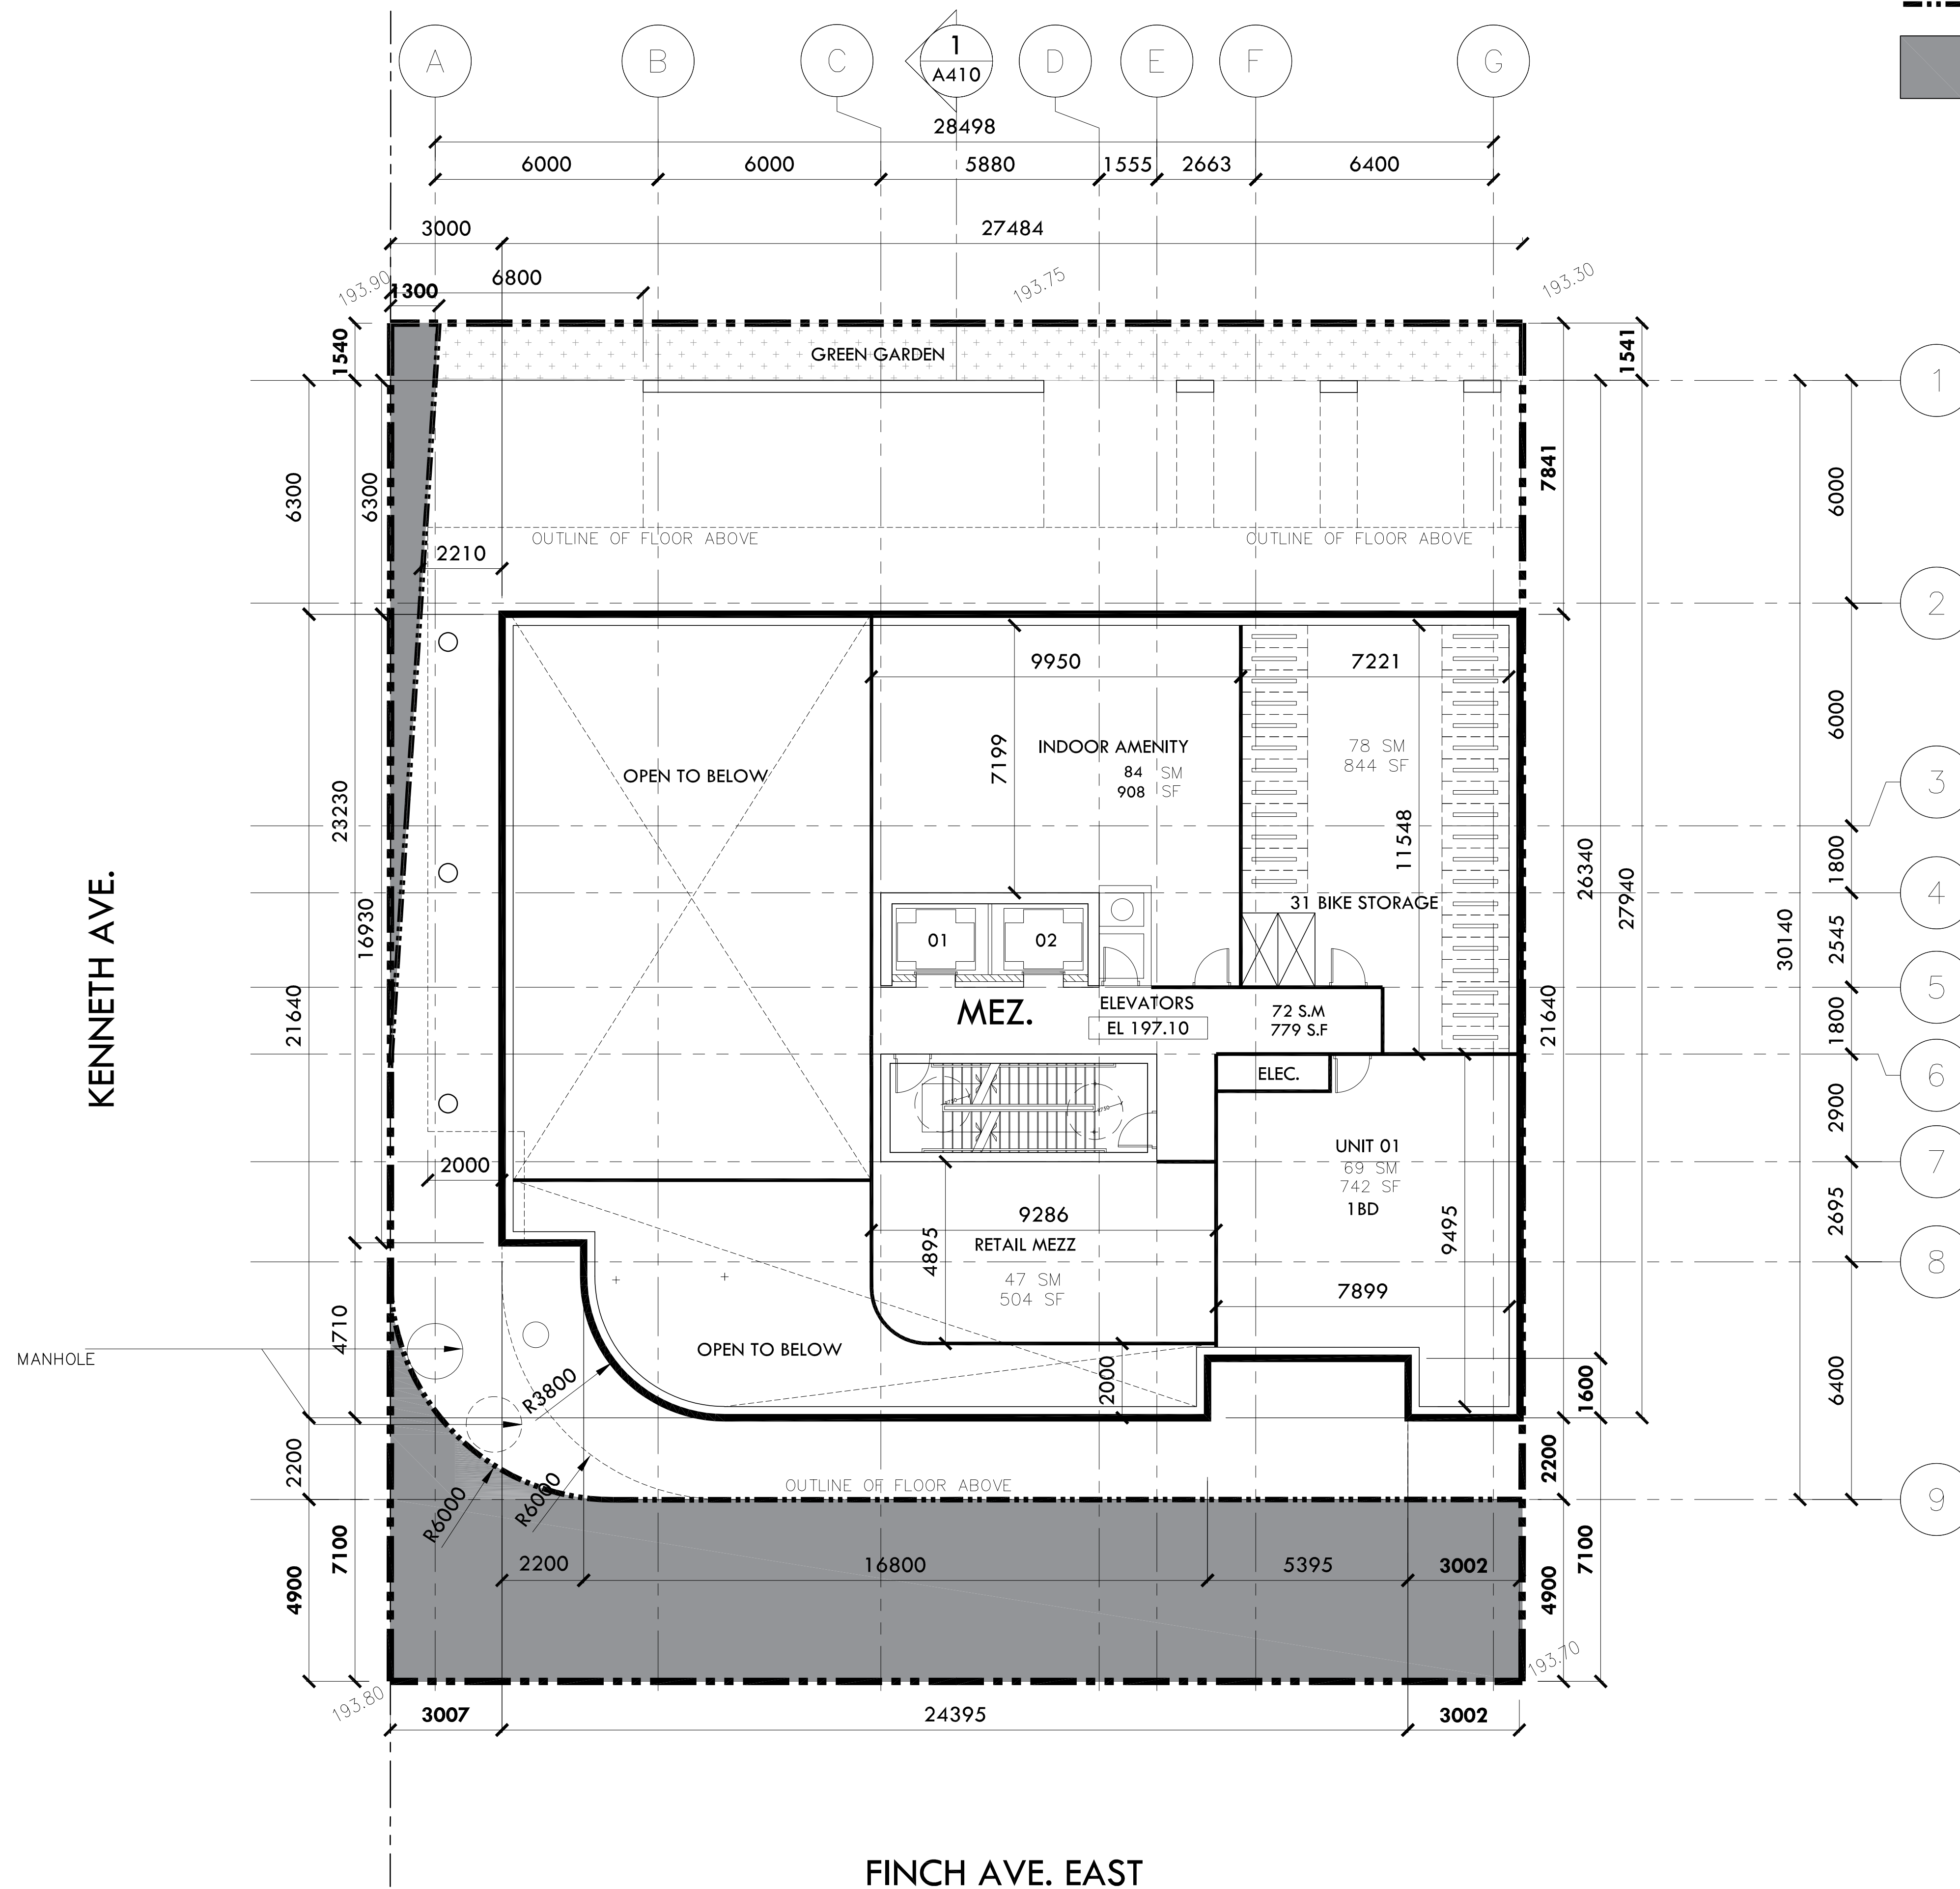 A
B
C
1
A410
D
E
F
G
28498
6000
6000
5880
1555
2663
6400
3000
27484
6800
193.90
1300
193.75
193.30
1540
GREEN GARDEN
1541
1
6300
6300
7841
6000
OUTLINE OF FLOOR ABOVE
OUTLINE OF FLOOR ABOVE
2210
2
9950
7221
OPEN TO BELOW
7199
INDOOR AMENITY
84 SM
908 SF
78 SM
844 SF
6000
3
23230
11548
26340
27940
1800
4
31 BIKE STORAGE
KENNETH AVE.
16930
01
02
30140
2545
21640
MEZ.
ELEVATORS
EL 197.10
72 S.M
779 S.F
21640
5
1800
ELEC.
6
2900
UNIT 01
69 SM
742 SF
1BD
7
2000
9286
RETAIL MEZZ
4895
47 SM
504 SF
9495
7899
2695
8
4710
MANHOLE
OPEN TO BELOW
R3800
2000
1600
6400
2200
2200
OUTLINE OF FLOOR ABOVE
R6000
R6000
9
7100
4900
2200
16800
5395
3002
4900
7100
193.80
193.70
3007
24395
3002
FINCH AVE. EAST